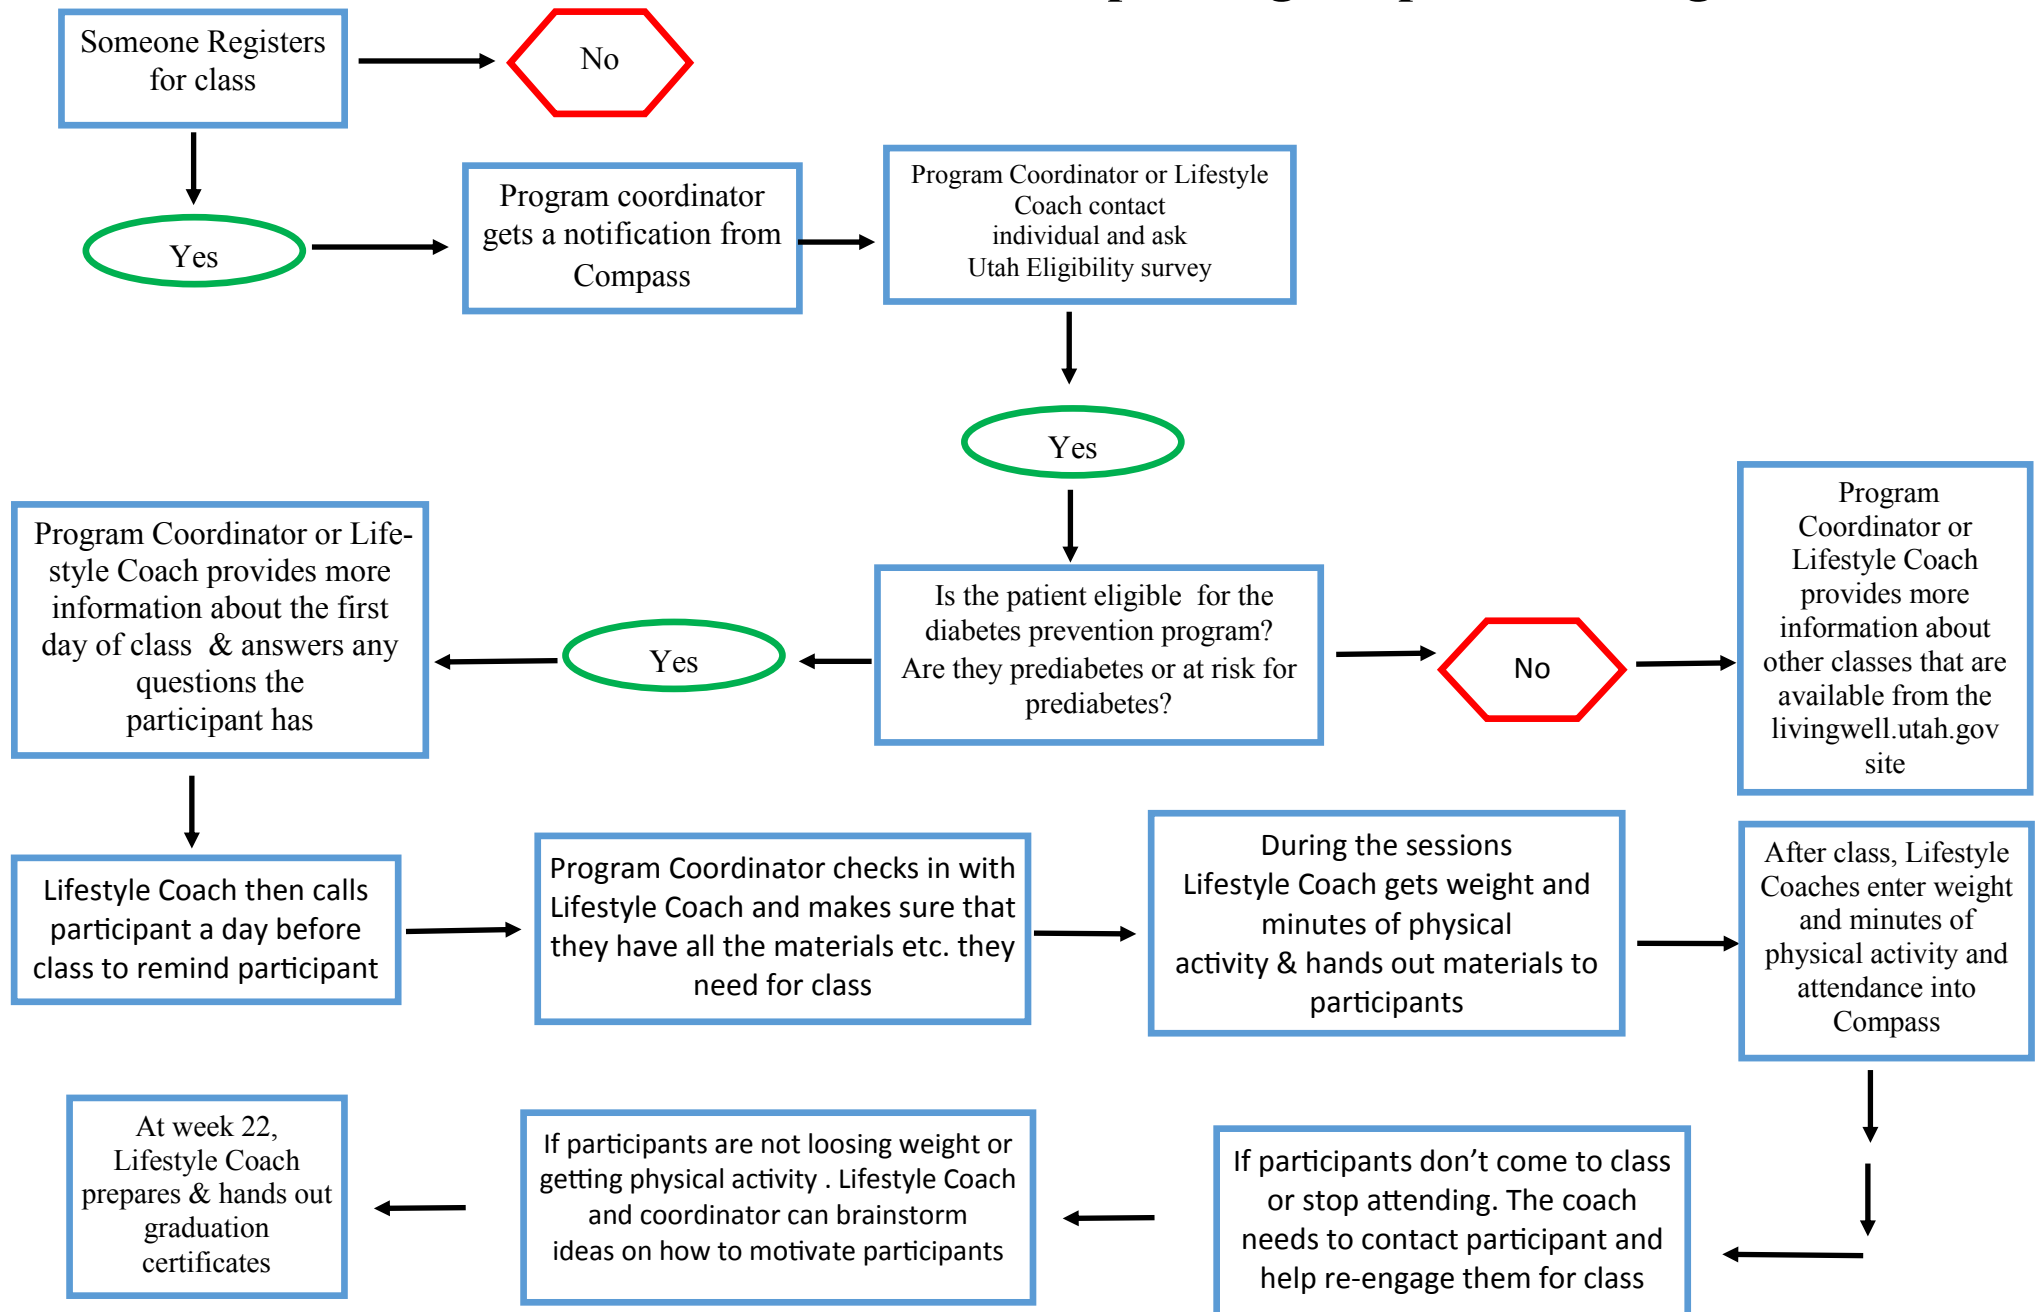 Someone Registers
for class
No
Yes
Program coordinator
gets a notification from
Compass
Program Coordinator or Lifestyle
Coach contact
individual and ask
Utah Eligibility survey
Yes
Is the patient eligible for the
diabetes prevention program?
Are they prediabetes or at risk for
prediabetes?
No
Program
Coordinator or
Lifestyle Coach
provides more
information about
other classes that are
available from the
livingwell.utah.gov
site
Yes
Program Coordinator or Life-
style Coach provides more
information about the first
day of class & answers any
questions the
participant has
Lifestyle Coach then calls
participant a day before
class to remind participant
Program Coordinator checks in with
Lifestyle Coach and makes sure that
they have all the materials etc. they
need for class
During the sessions
Lifestyle Coach gets weight and
minutes of physical
activity & hands out materials to
participants
After class, Lifestyle
Coaches enter weight
and minutes of
physical activity and
attendance into
Compass
If participants don’t come to class
or stop attending. The coach
needs to contact participant and
help re-engage them for class
If participants are not loosing weight or
getting physical activity . Lifestyle Coach
and coordinator can brainstorm
ideas on how to motivate participants
At week 22,
Lifestyle Coach
prepares & hands out
graduation
certificates